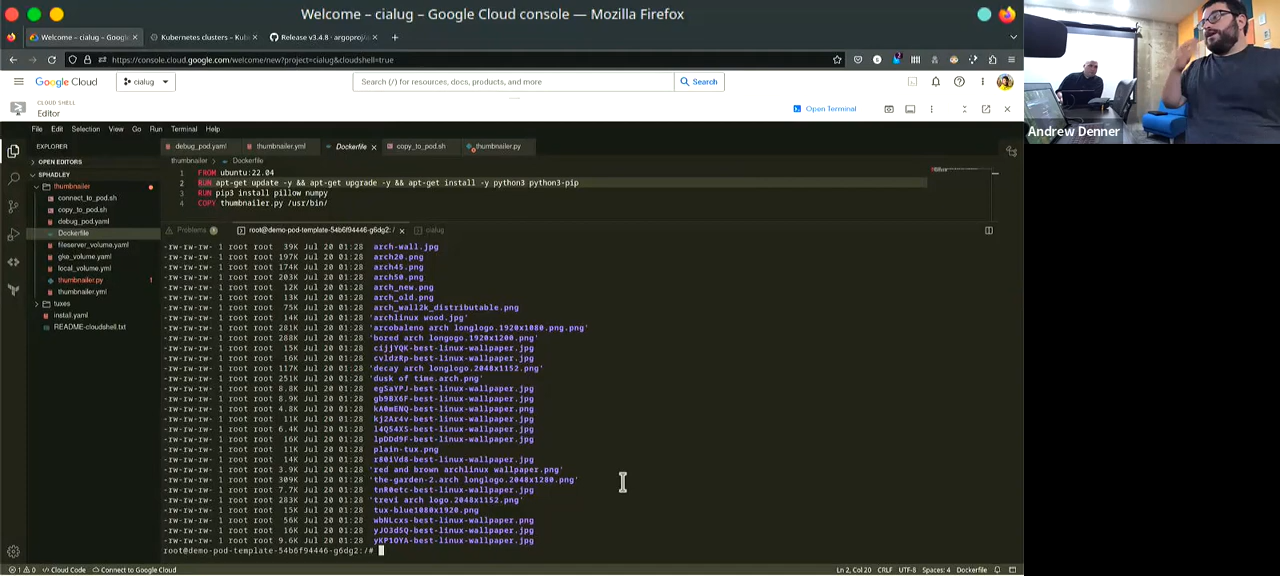 Welcome – cialug – Google Cloud console — Mozilla Firefox
Welcome – cialug – Google
Kubernetes clusters – Kub
Release v3.4.8 · argoproj/a
https://console.cloud.google.com/welcome/new?project=cialug&cloudshell=true
Google Cloud
cialug
Search (/) for resources, docs, products, and more
Search
CLOUD SHELL
Editor
Open Terminal
File Edit Selection View Go Run Terminal Help
Andrew Denner
EXPLORER
OPEN EDITORS
SPHADLEY
thumbnailer
connect_to_pod.sh
copy_to_pod.sh
debug_pod.yaml
Dockerfile
fileserver_volume.yaml
gke_volume.yaml
local_volume.yml
thumbnailer.py 1
thumbnailer.yml
tuxes
install.yaml
README-cloudshell.txt
debug_pod.yaml thumbnailer.yml Dockerfile copy_to_pod.sh thumbnailer.py
thumbnailer > Dockerfile
1 FROM ubuntu:22.04
2 RUN apt-get update -y && apt-get upgrade -y && apt-get install -y python3 python3-pip
3 RUN pip3 install pillow numpy
4 COPY thumbnailer.py /usr/bin/
Problems 1 root@demo-pod-template-54b6f94446-g6dg2: / cialug
-rw-rw-rw- 1 root root 39K Jul 20 01:28 arch-wall.jpg
-rw-rw-rw- 1 root root 197K Jul 20 01:28 arch20.png
-rw-rw-rw- 1 root root 174K Jul 20 01:28 arch45.png
-rw-rw-rw- 1 root root 203K Jul 20 01:28 arch50.png
-rw-rw-rw- 1 root root 12K Jul 20 01:28 arch_new.png
-rw-rw-rw- 1 root root 13K Jul 20 01:28 arch_old.png
-rw-rw-rw- 1 root root 75K Jul 20 01:28 arch_wall2k_distributable.png
-rw-rw-rw- 1 root root 14K Jul 20 01:28 'archlinux wood.jpg'
-rw-rw-rw- 1 root root 281K Jul 20 01:28 'arcobaleno arch longlogo.1920x1080.png.png'
-rw-rw-rw- 1 root root 288K Jul 20 01:28 'bored arch longogo.1920x1200.png'
-rw-rw-rw- 1 root root 15K Jul 20 01:28 cijjYQK-best-linux-wallpaper.jpg
-rw-rw-rw- 1 root root 16K Jul 20 01:28 cvldzRp-best-linux-wallpaper.jpg
-rw-rw-rw- 1 root root 117K Jul 20 01:28 'decay arch longlogo.2048x1152.png'
-rw-rw-rw- 1 root root 251K Jul 20 01:28 'dusk of time.arch.png'
-rw-rw-rw- 1 root root 8.8K Jul 20 01:28 egSaYPJ-best-linux-wallpaper.jpg
-rw-rw-rw- 1 root root 8.9K Jul 20 01:28 gb9BX6F-best-linux-wallpaper.jpg
-rw-rw-rw- 1 root root 4.8K Jul 20 01:28 kA0mENQ-best-linux-wallpaper.jpg
-rw-rw-rw- 1 root root 11K Jul 20 01:28 kj2Ar4v-best-linux-wallpaper.jpg
-rw-rw-rw- 1 root root 6.4K Jul 20 01:28 l4Q54X5-best-linux-wallpaper.jpg
-rw-rw-rw- 1 root root 16K Jul 20 01:28 lpDDd9F-best-linux-wallpaper.jpg
-rw-rw-rw- 1 root root 11K Jul 20 01:28 plain-tux.png
-rw-rw-rw- 1 root root 14K Jul 20 01:28 r80iVd8-best-linux-wallpaper.jpg
-rw-rw-rw- 1 root root 3.9K Jul 20 01:28 'red and brown archlinux wallpaper.png'
-rw-rw-rw- 1 root root 309K Jul 20 01:28 'the-garden-2.arch longlogo.2048x1280.png'
-rw-rw-rw- 1 root root 7.7K Jul 20 01:28 tnR0etc-best-linux-wallpaper.jpg
-rw-rw-rw- 1 root root 283K Jul 20 01:28 'trevi arch logo.2048x1152.png'
-rw-rw-rw- 1 root root 15K Jul 20 01:28 tux-blue1080x1920.png
-rw-rw-rw- 1 root root 56K Jul 20 01:28 wbNLcxs-best-linux-wallpaper.png
-rw-rw-rw- 1 root root 16K Jul 20 01:28 yJO3dSQ-best-linux-wallpaper.jpg
-rw-rw-rw- 1 root root 9.6K Jul 20 01:28 yKP1OYA-best-linux-wallpaper.jpg
root@demo-pod-template-54b6f94446-g6dg2:/#
1 0 Cloud Code Connect to Google Cloud Ln 2, Col 20 CRLF UTF-8 Spaces: 4 Dockerfile